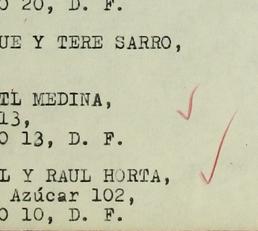 O 20, D. F.
UE Y TERE SARRO,
TL MEDINA,
13,
O 13, D. F.
L Y RAUL HORTA,
Azúcar 102,
O 10, D. F.